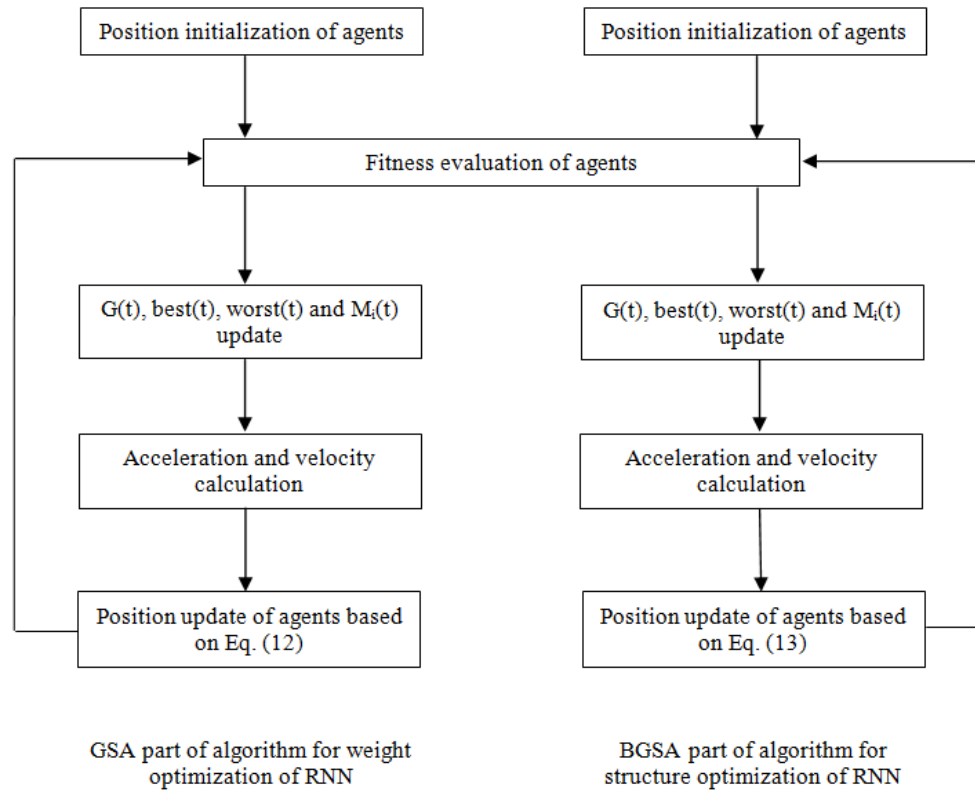 Position initialization of agents
Position initialization of agents
Fitness evaluation of agents
G(t), best(t), worst(t) and Mᵢ(t)
update
G(t), best(t), worst(t) and Mᵢ(t)
update
Acceleration and velocity
calculation
Acceleration and velocity
calculation
Position update of agents based
on Eq. (12)
Position update of agents based
on Eq. (13)
GSA part of algorithm for weight
optimization of RNN
BGSA part of algorithm for
structure optimization of RNN